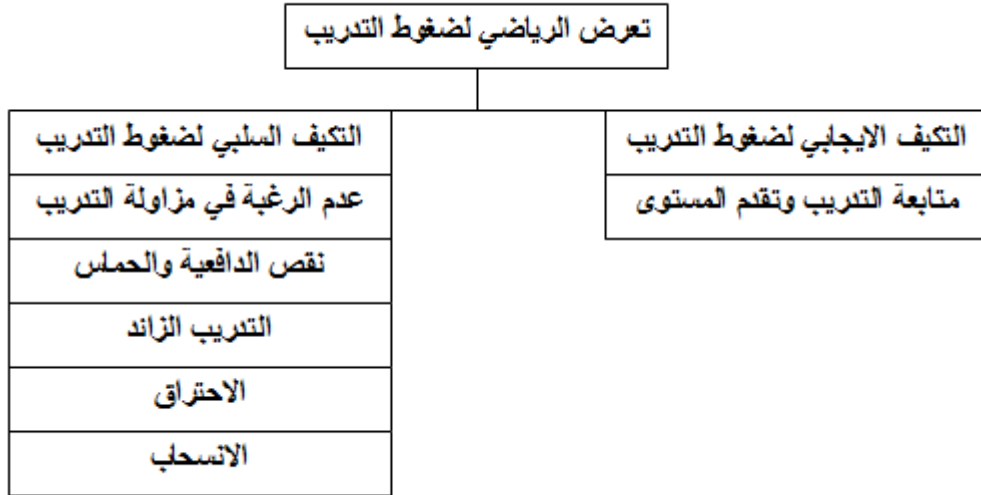 تعرض الرياضي لضغوط التدريب
التكيف الايجابي لضغوط التدريب
متابعة التدريب وتقدم المستوى
التكيف السلبي لضغوط التدريب
عدم الرغبة في مزاولة التدريب
نقص الدافعية والحماس
التدريب الزائد
الاحتراق
الانسحاب